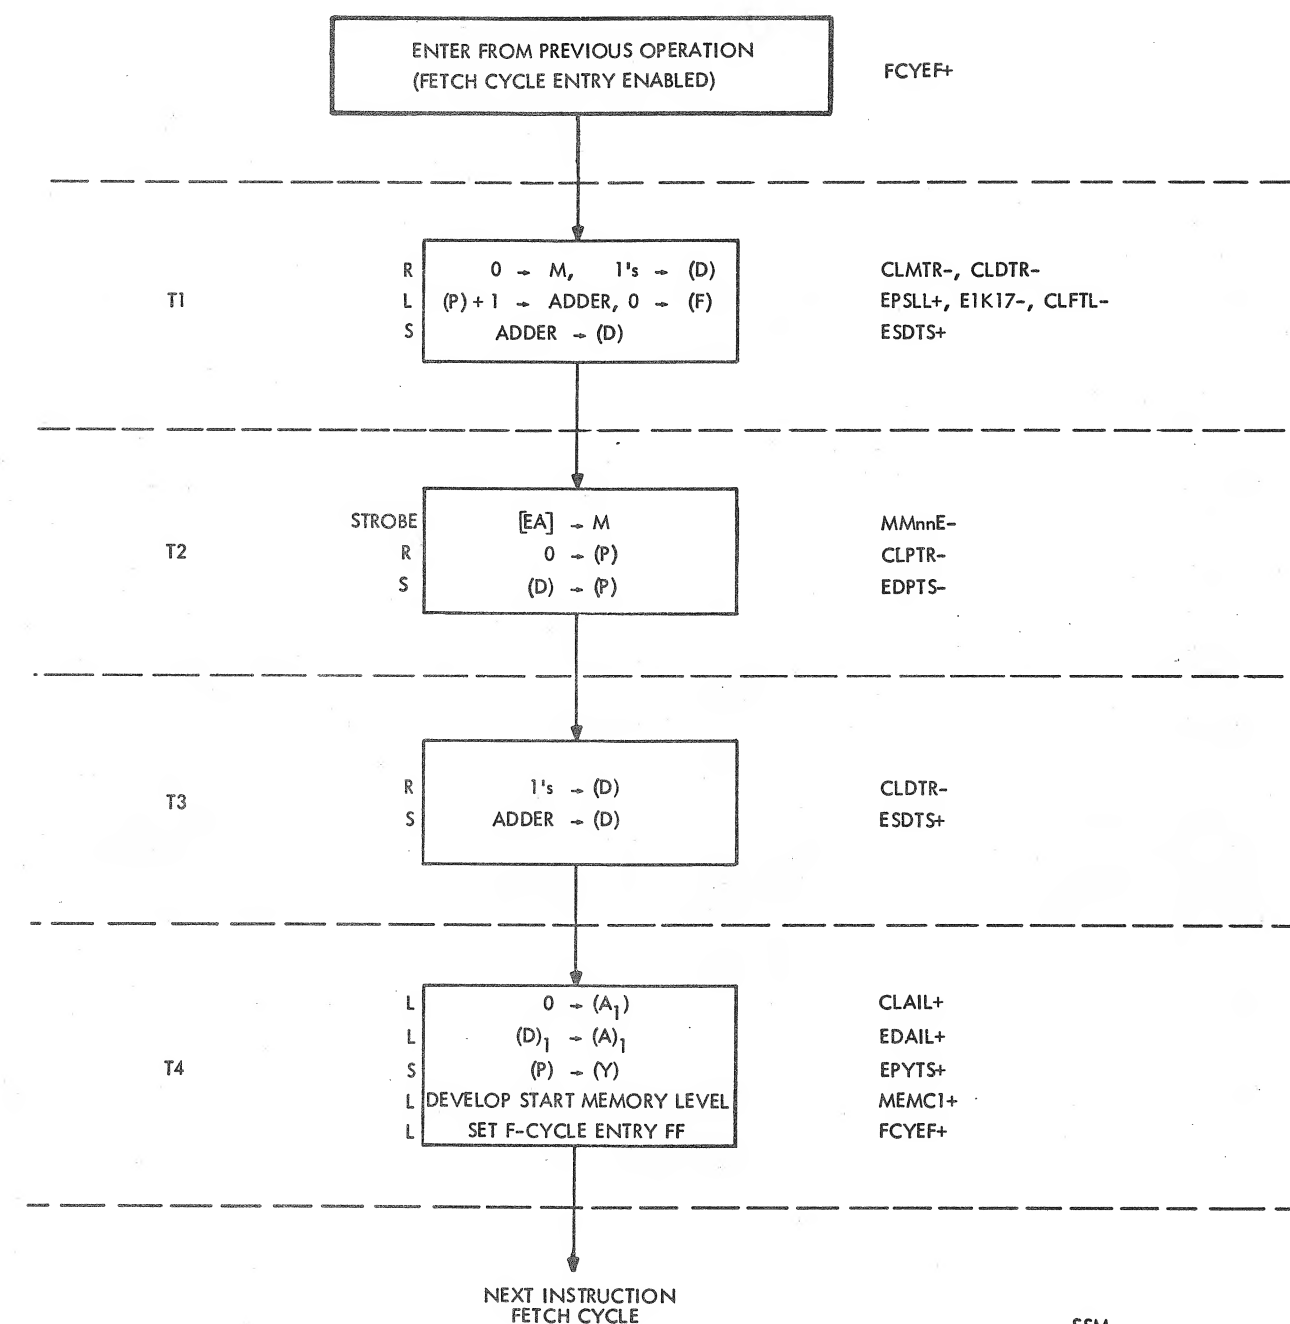 ENTER FROM PREVIOUS OPERATION
(FETCH CYCLE ENTRY ENABLED)
FCYEF+
T1
R 0 → M, 1's → (D) CLMTR-, CLDTR-
L (P) + 1 → ADDER, 0 → (F) EPSLL+, E1K17-, CLFTL-
S ADDER → (D) ESDTS+
T2
STROBE [EA] → M MMnnE-
R 0 → (P) CLPTR-
S (D) → (P) EDPTS-
T3
R 1's → (D) CLDTR-
S ADDER → (D) ESDTS+
T4
L 0 → (A₁) CLAIL+
L (D)₁ → (A)₁ EDAIL+
S (P) → (Y) EPYTS+
L DEVELOP START MEMORY LEVEL MEMC1+
L SET F-CYCLE ENTRY FF FCYEF+
NEXT INSTRUCTION
FETCH CYCLE